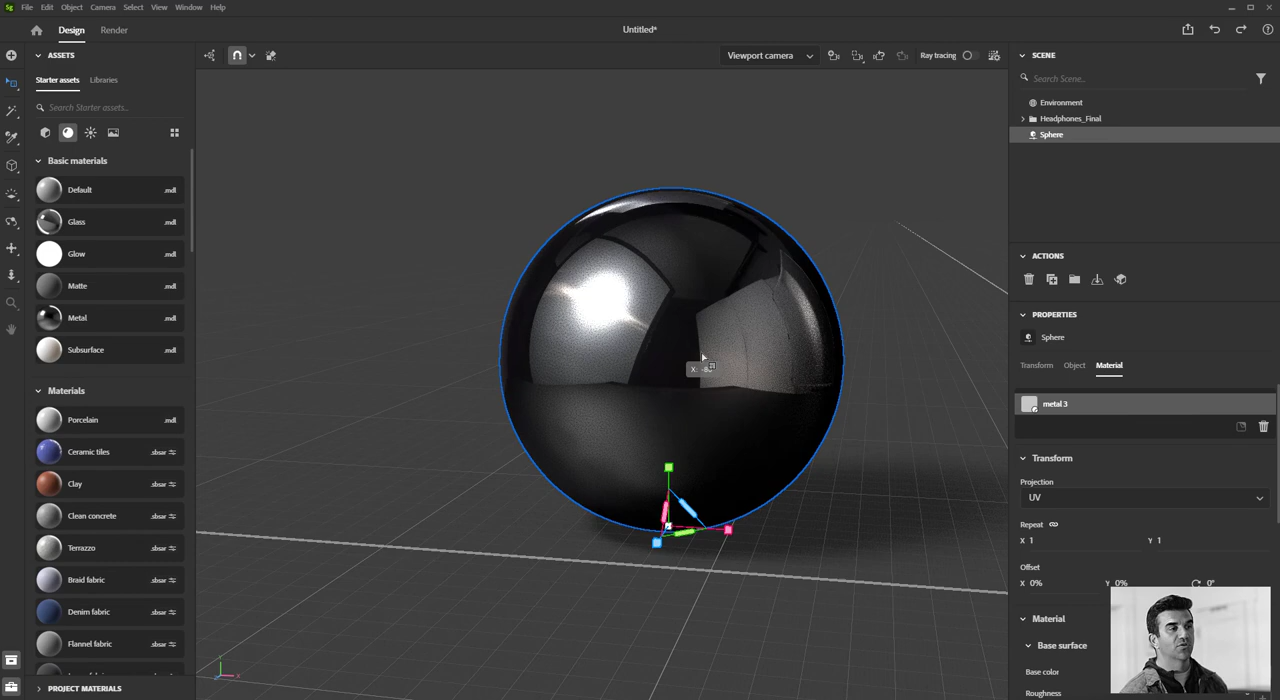 Sg File Edit Object Camera Select View Window Help
Design Render Untitled*
ASSETS
Starter assets Libraries
Search Starter assets..
Basic materials
Default .mdl
Glass .mdl
Glow .mdl
Matte .mdl
Metal .mdl
Subsurface .mdl
Materials
Porcelain .mdl
Ceramic tiles .sbsar
Clay .sbsar
Clean concrete .sbsar
Terrazzo .sbsar
Braid fabric .sbsar
Denim fabric .sbsar
Flannel fabric .sbsar
PROJECT MATERIALS
Viewport camera Ray tracing
X:
SCENE
Search Scene..
Environment
Headphones_Final
Sphere
ACTIONS
PROPERTIES
Sphere
Transform Object Material
metal 3
Transform
Projection
UV
Repeat
X 1 Y 1
Offset
X 0% Y 0% 0°
Material
Base surface
Base color
Roughness